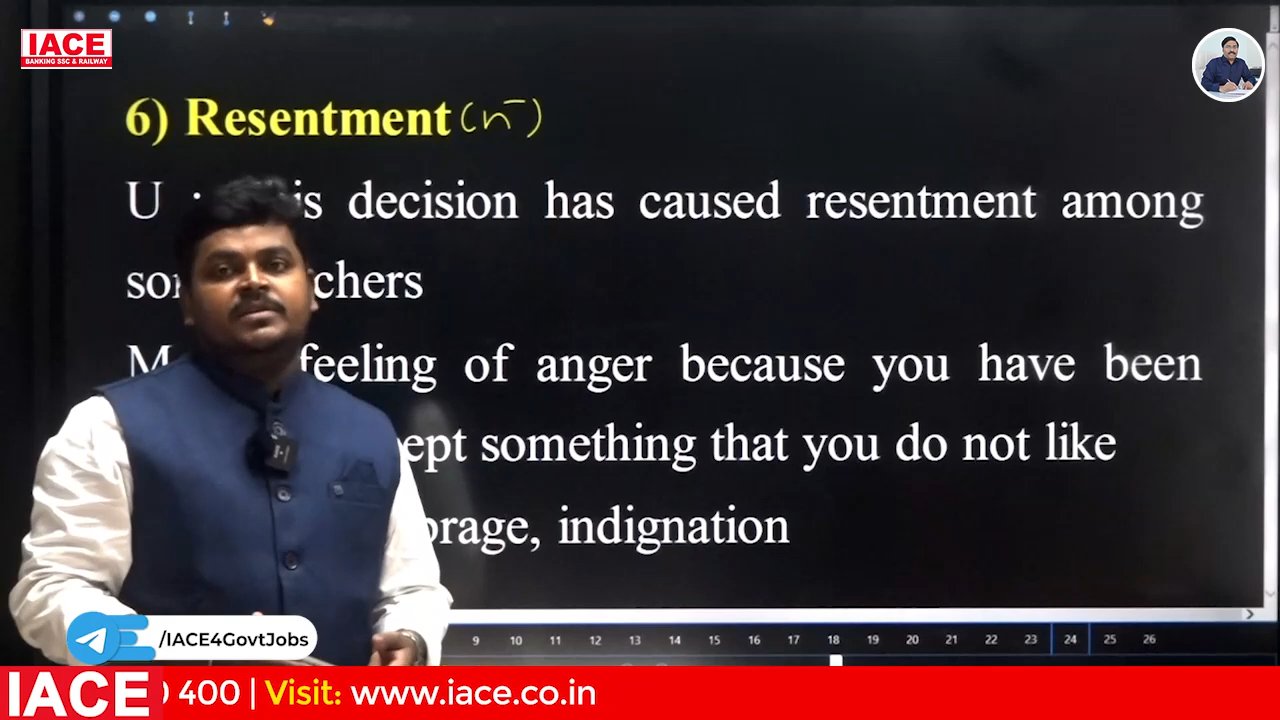 IACE
BANKING SSC & RAILWAY
6) Resentment (n)
U : is decision has caused resentment among
so chers
M feeling of anger because you have been
ept something that you do not like
orage, indignation
/IACE4GovtJobs
9 10 11 12 13 14 15 16 17 18 19 20 21 22 23 24 25 26
IACE 400 | Visit: www.iace.co.in